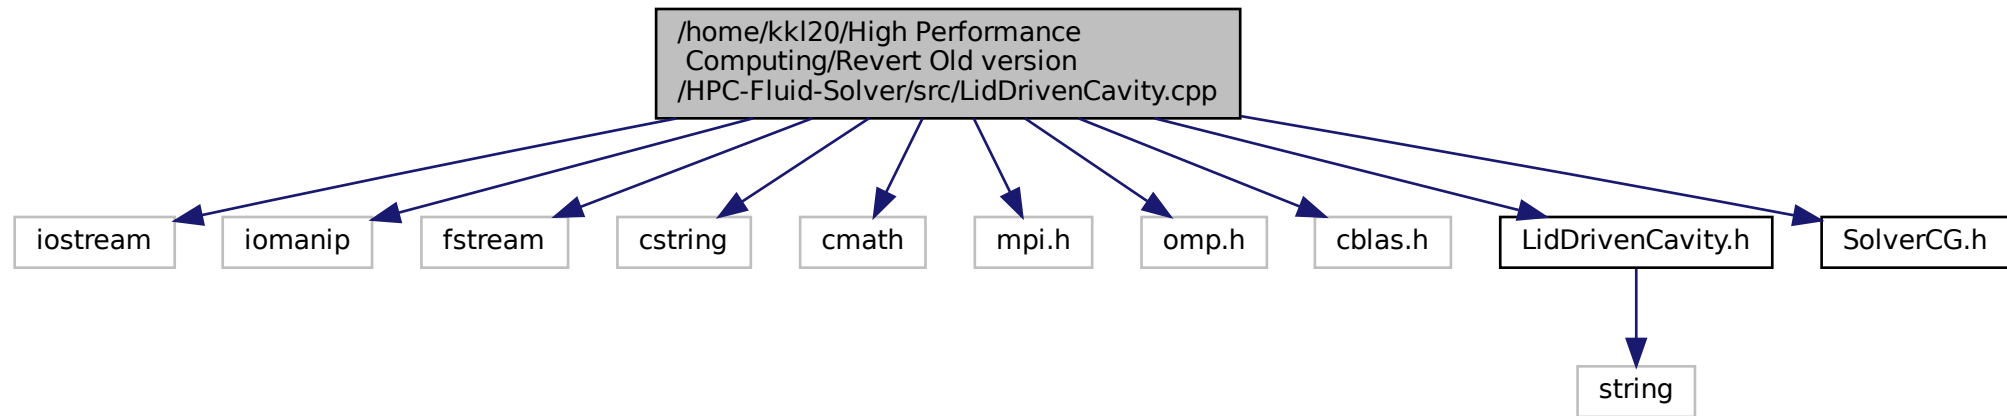 /home/kkl20/High Performance
Computing/Revert Old version
/HPC-Fluid-Solver/src/LidDrivenCavity.cpp
iostream
iomanip
fstream
cstring
cmath
mpi.h
omp.h
cblas.h
LidDrivenCavity.h
SolverCG.h
string